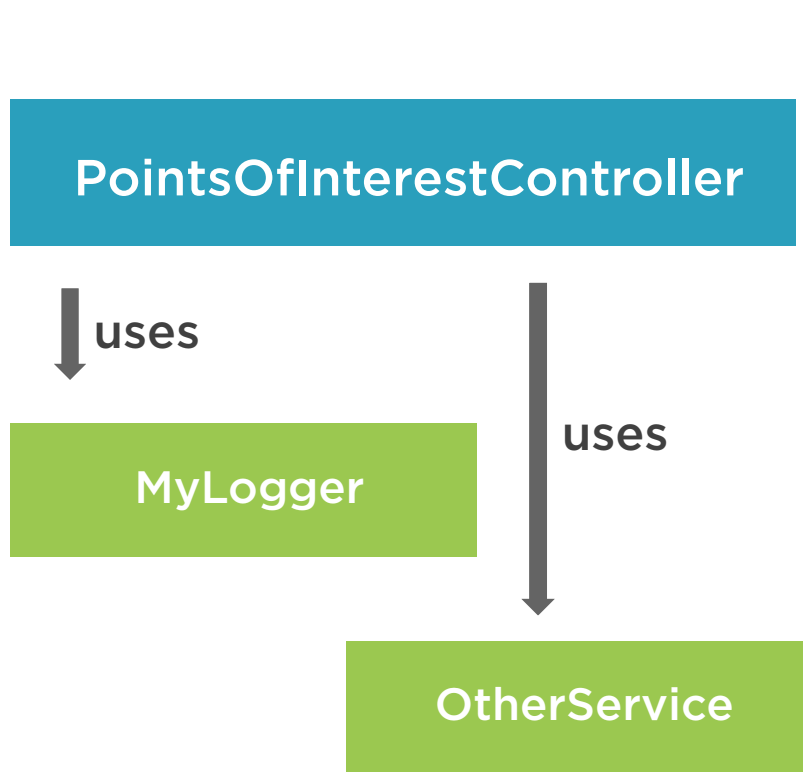 PointsOfInterestController
uses
MyLogger
uses
OtherService